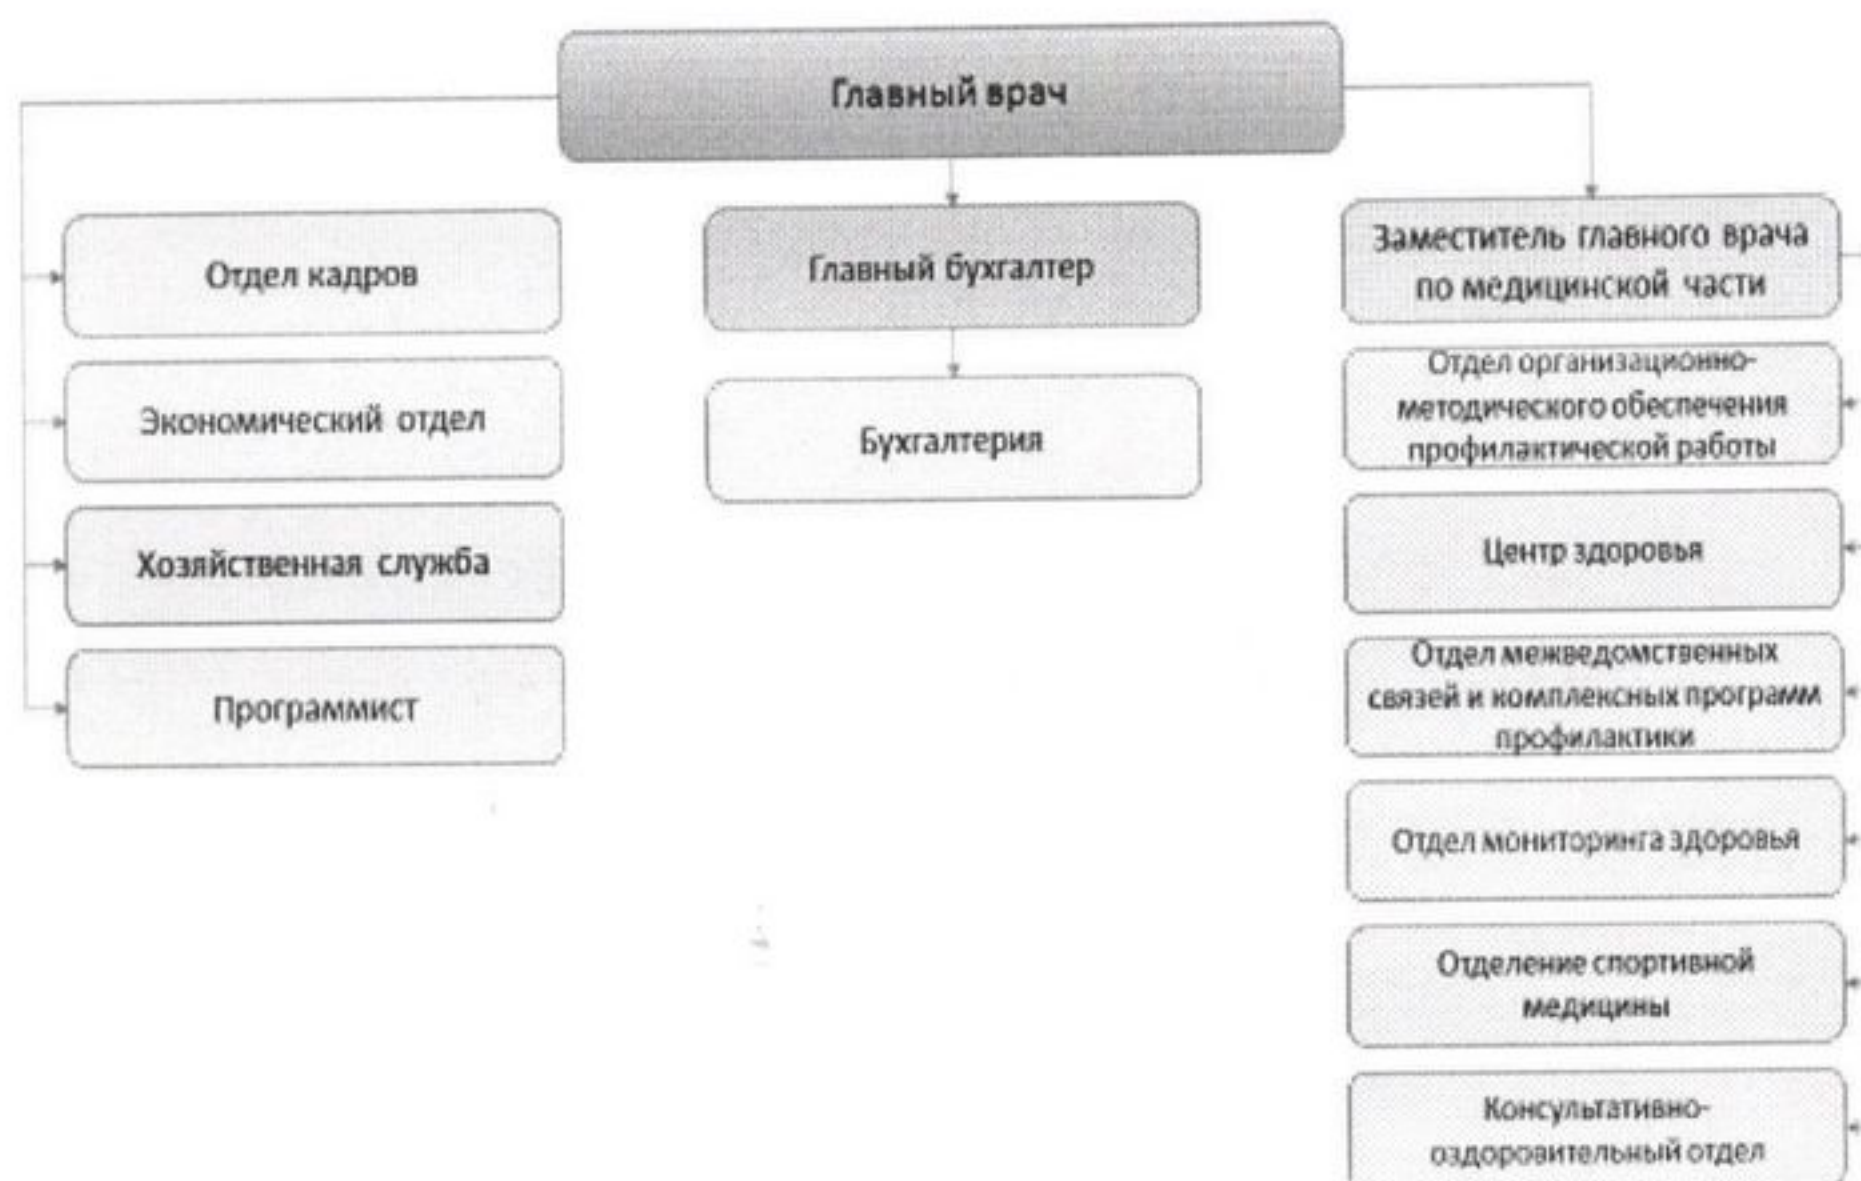 Главный врач
Отдел кадров
Экономический отдел
Хозяйственная служба
Программист
Главный бухгалтер
Бухгалтерия
Заместитель главного врача
по медицинской части
Отдел организационно-
методического обеспечения
профилактической работы
Центр здоровья
Отдел межведомственных
связей и комплексных программ
профилактики
Отдел мониторинга здоровья
Отделение спортивной
медицины
Консультативно-
оздоровительный отдел